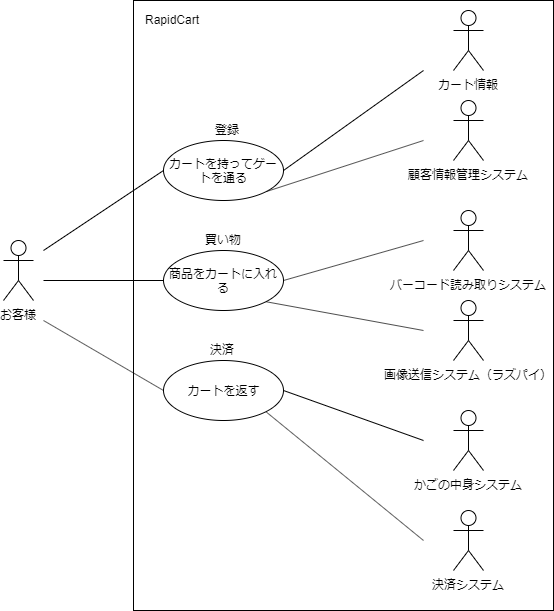 RapidCart
カート情報
登録
カートを持ってゲー
トを通る
顧客情報管理システム
買い物
商品をカートに入れ
る
バーコード読み取りシステム
お客様
決済
画像送信システム（ラズパイ）
カートを返す
かごの中身システム
決済システム